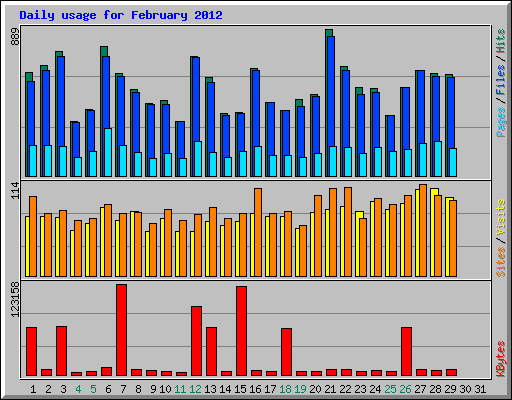 Daily usage for February 2012
889
Pages / Files / Hits
114
Sites / Visits
123158
KBytes
1 2 3 4 5 6 7 8 9 10 11 12 13 14 15 16 17 18 19 20 21 22 23 24 25 26 27 28 29 30 31